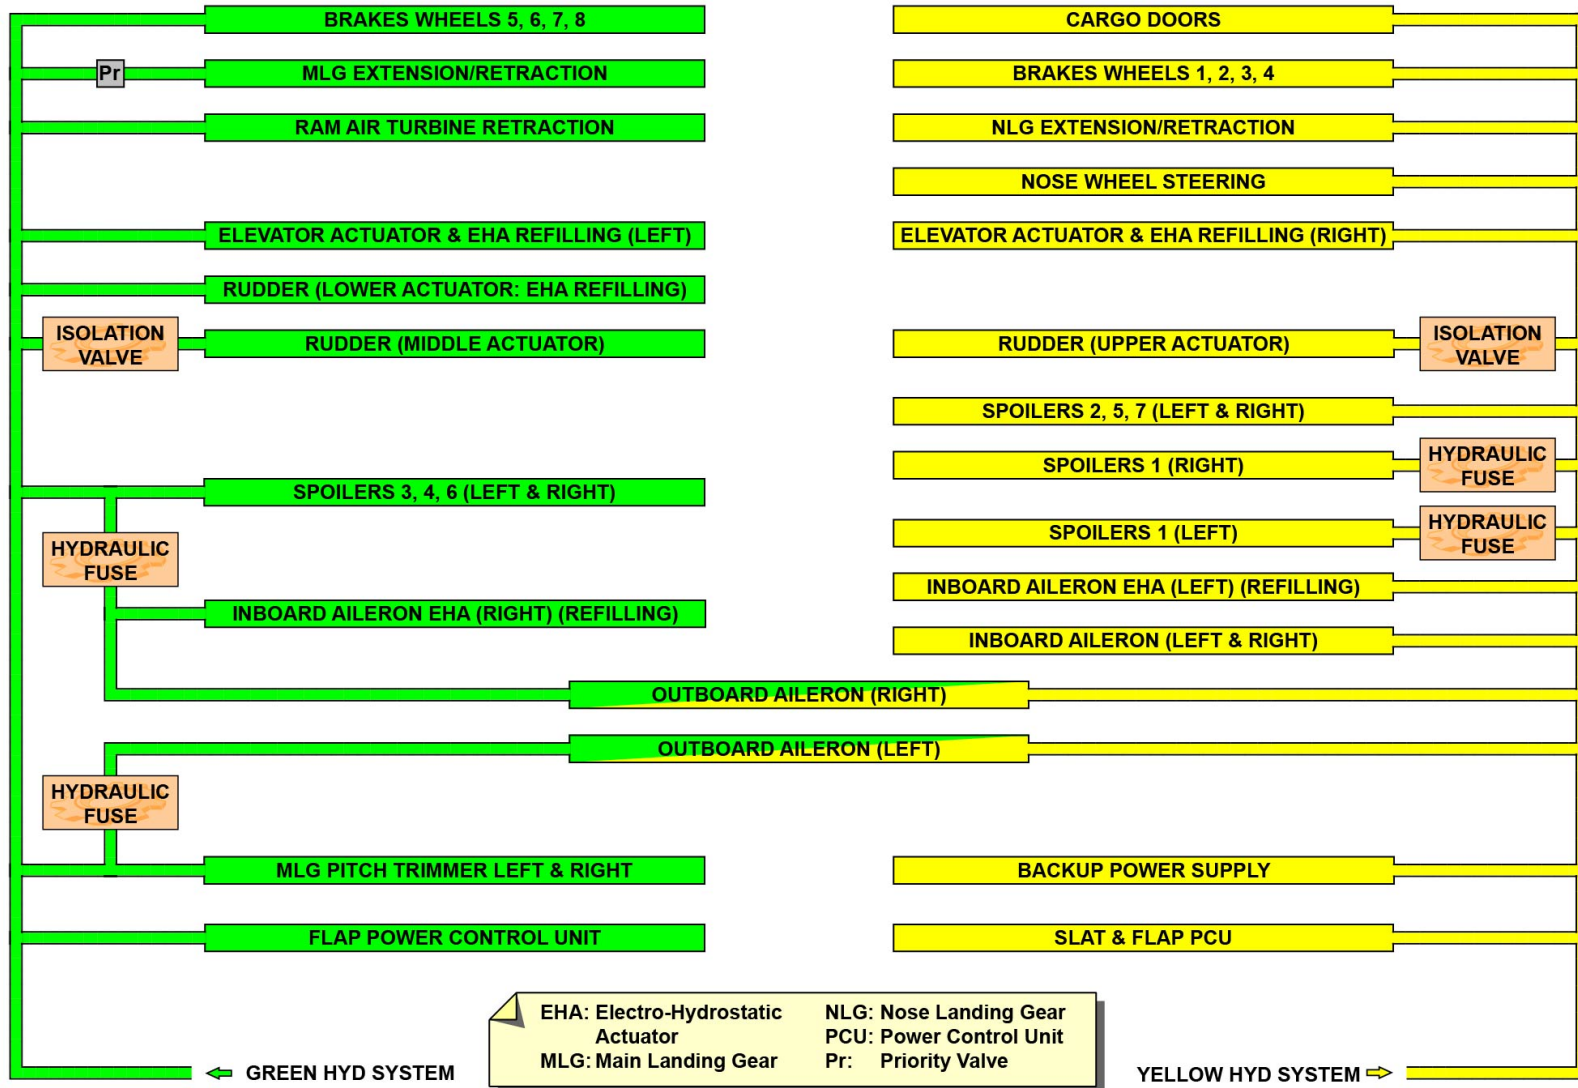 BRAKES WHEELS 5, 6, 7, 8
CARGO DOORS
Pr
MLG EXTENSION/RETRACTION
BRAKES WHEELS 1, 2, 3, 4
RAM AIR TURBINE RETRACTION
NLG EXTENSION/RETRACTION
NOSE WHEEL STEERING
ELEVATOR ACTUATOR & EHA REFILLING (LEFT)
ELEVATOR ACTUATOR & EHA REFILLING (RIGHT)
RUDDER (LOWER ACTUATOR: EHA REFILLING)
ISOLATION
VALVE
RUDDER (MIDDLE ACTUATOR)
RUDDER (UPPER ACTUATOR)
ISOLATION
VALVE
SPOILERS 2, 5, 7 (LEFT & RIGHT)
SPOILERS 1 (RIGHT)
HYDRAULIC
FUSE
SPOILERS 3, 4, 6 (LEFT & RIGHT)
HYDRAULIC
FUSE
SPOILERS 1 (LEFT)
HYDRAULIC
FUSE
INBOARD AILERON EHA (LEFT) (REFILLING)
INBOARD AILERON EHA (RIGHT) (REFILLING)
INBOARD AILERON (LEFT & RIGHT)
OUTBOARD AILERON (RIGHT)
OUTBOARD AILERON (LEFT)
HYDRAULIC
FUSE
MLG PITCH TRIMMER LEFT & RIGHT
BACKUP POWER SUPPLY
FLAP POWER CONTROL UNIT
SLAT & FLAP PCU
EHA: Electro-Hydrostatic
Actuator
MLG: Main Landing Gear
NLG: Nose Landing Gear
PCU: Power Control Unit
Pr: Priority Valve
GREEN HYD SYSTEM
YELLOW HYD SYSTEM